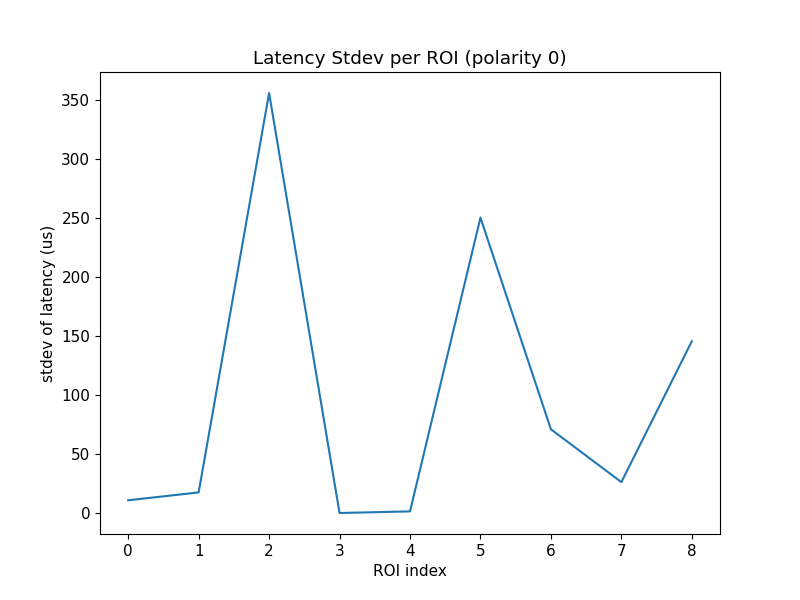 Latency Stdev per ROI (polarity 0)
350
300
250
200
150
100
50
0
stdev of latency (us)
0 1 2 3 4 5 6 7 8
ROI index